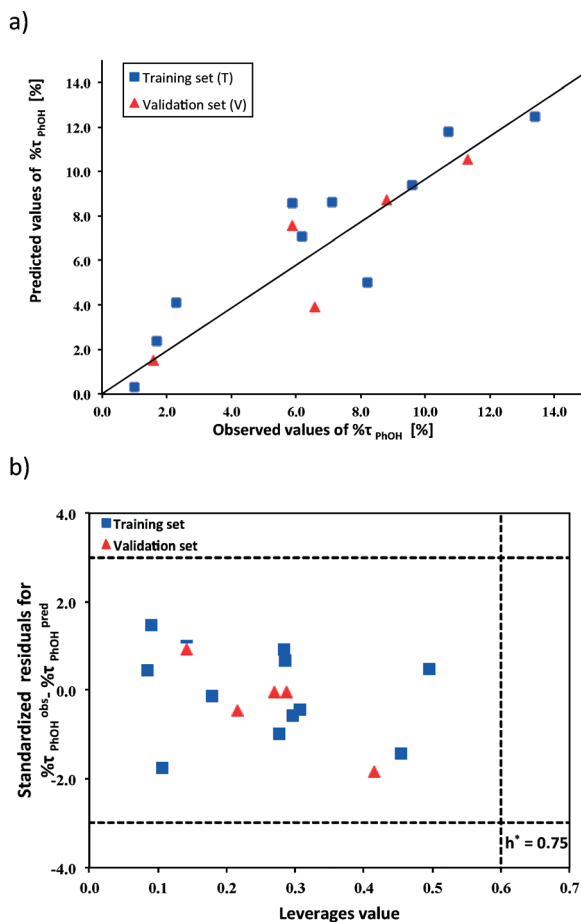 a)
Predicted values of %τ PhOH [%]
14.0
12.0
10.0
8.0
6.0
4.0
2.0
0.0
Training set (T)
Validation set (V)
0.0 2.0 4.0 6.0 8.0 10.0 12.0 14.0
Observed values of %τ PhOH [%]
b)
Standardized residuals for
%τ PhOH obs- %τ PhOH pred
4.0
2.0
0.0
-2.0
-4.0
Training set
Validation set
h* = 0.75
0.0 0.1 0.2 0.3 0.4 0.5 0.6 0.7
Leverages value